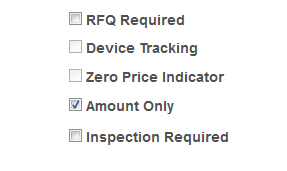 RFQ Required
Device Tracking
Zero Price Indicator
Amount Only
Inspection Required